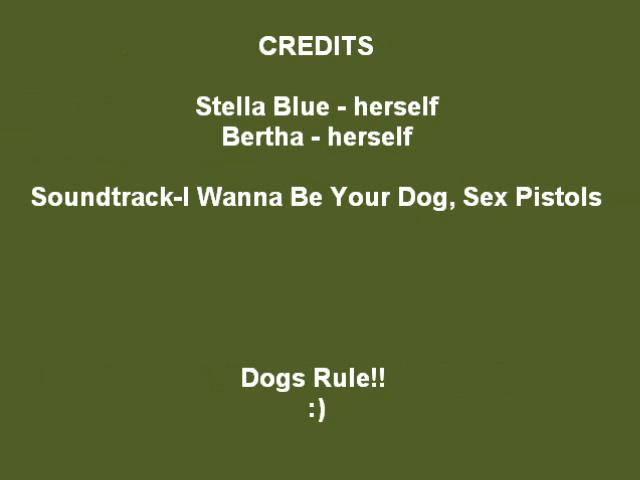 CREDITS
Stella Blue - herself
Bertha - herself
Soundtrack-I Wanna Be Your Dog, Sex Pistols
Dogs Rule!!
:)